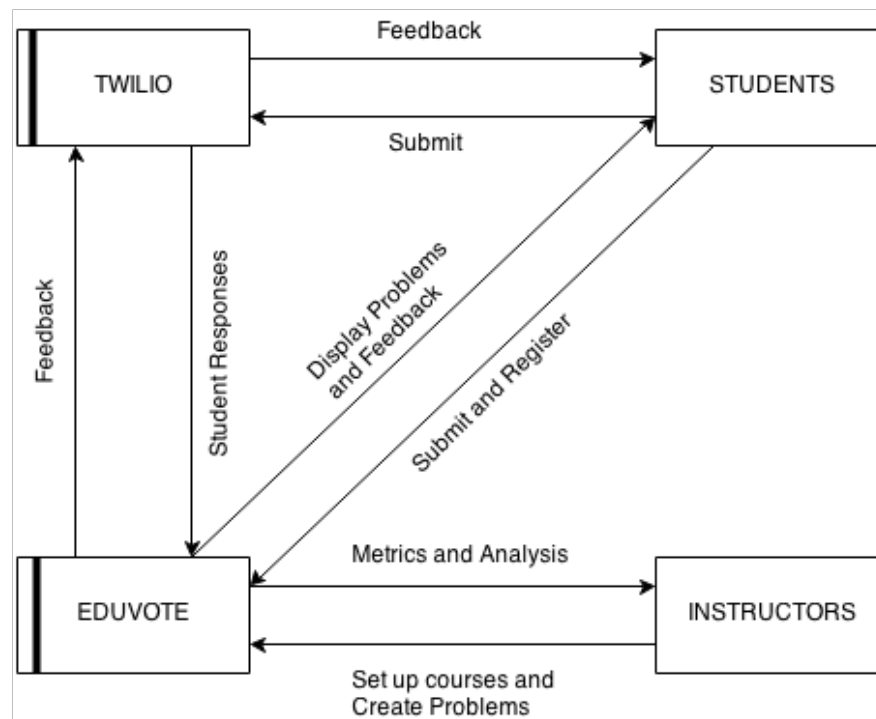 Feedback
TWILIO
STUDENTS
Submit
Feedback
Student Responses
Display Problems
and Feedback
Submit and Register
Metrics and Analysis
EDUVOTE
INSTRUCTORS
Set up courses and
Create Problems